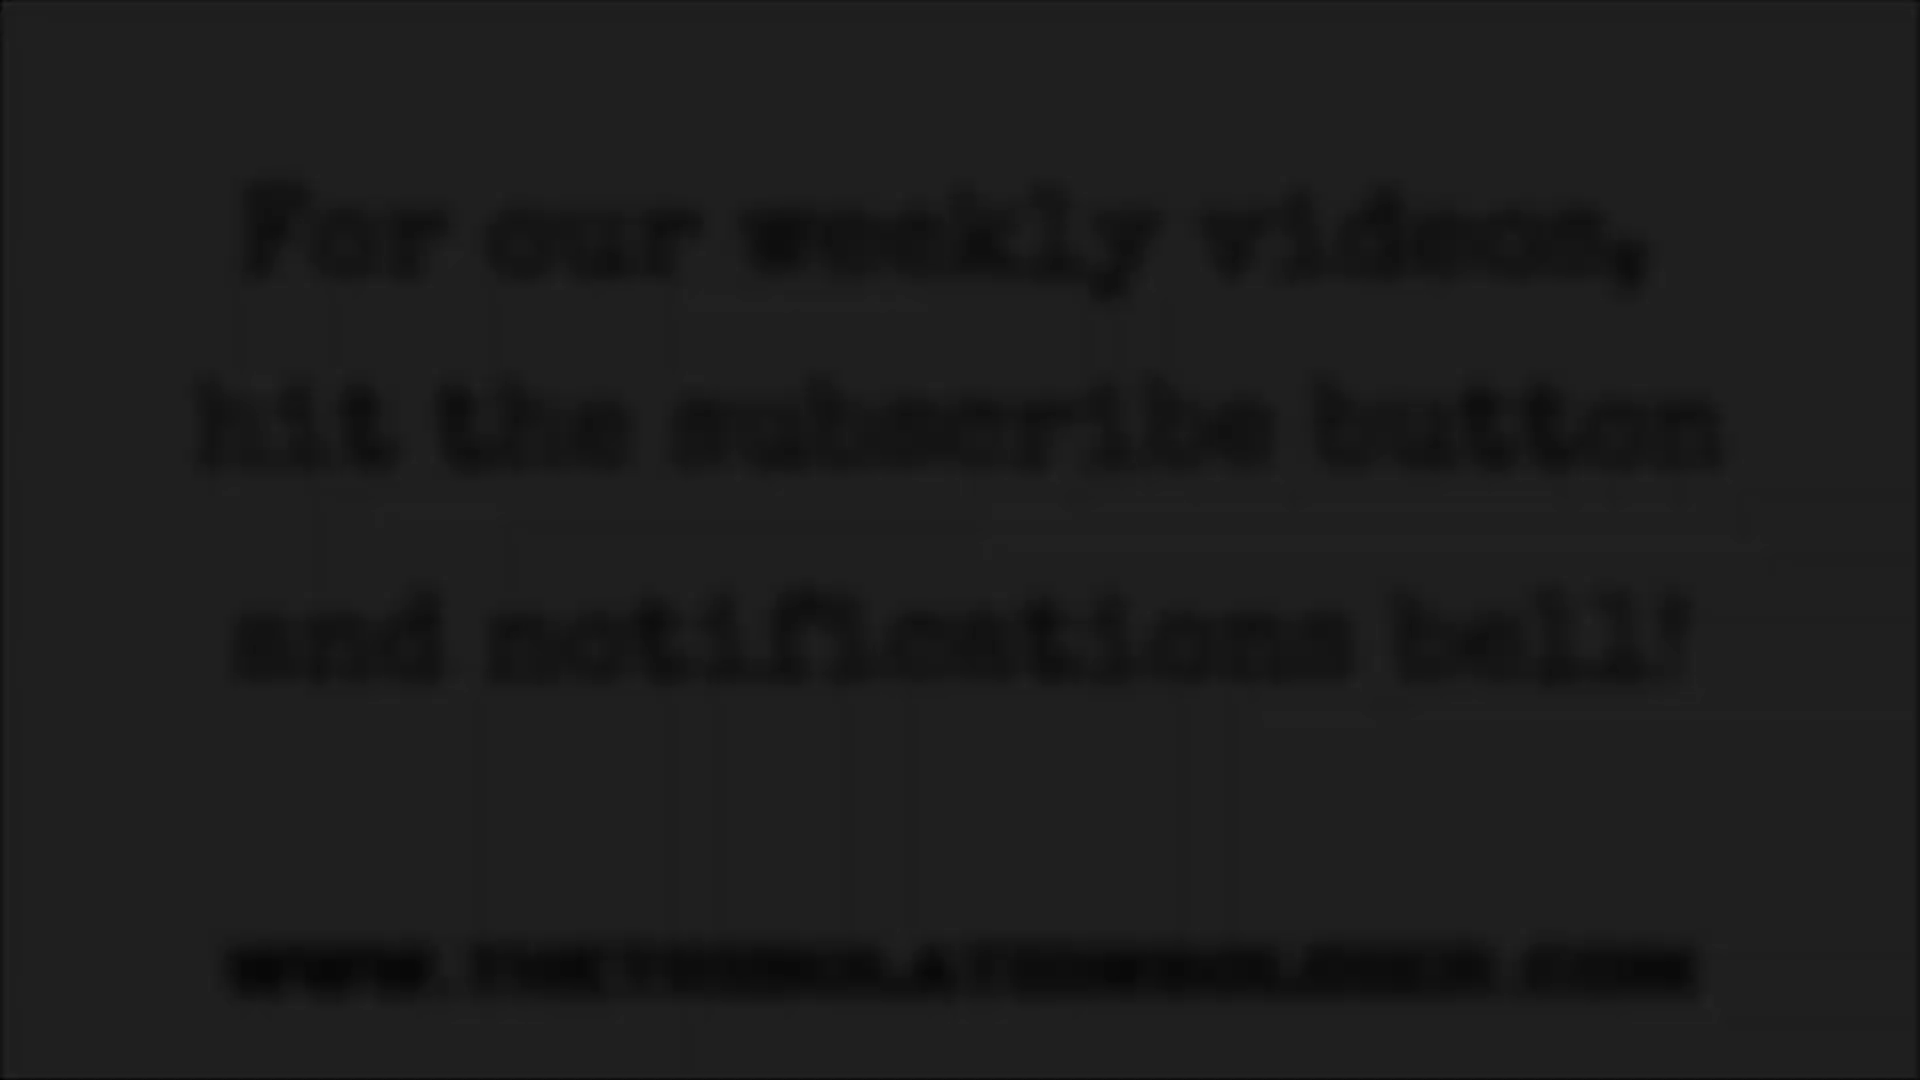 For our weekly videos,
hit the subscribe button
and notifications bell!